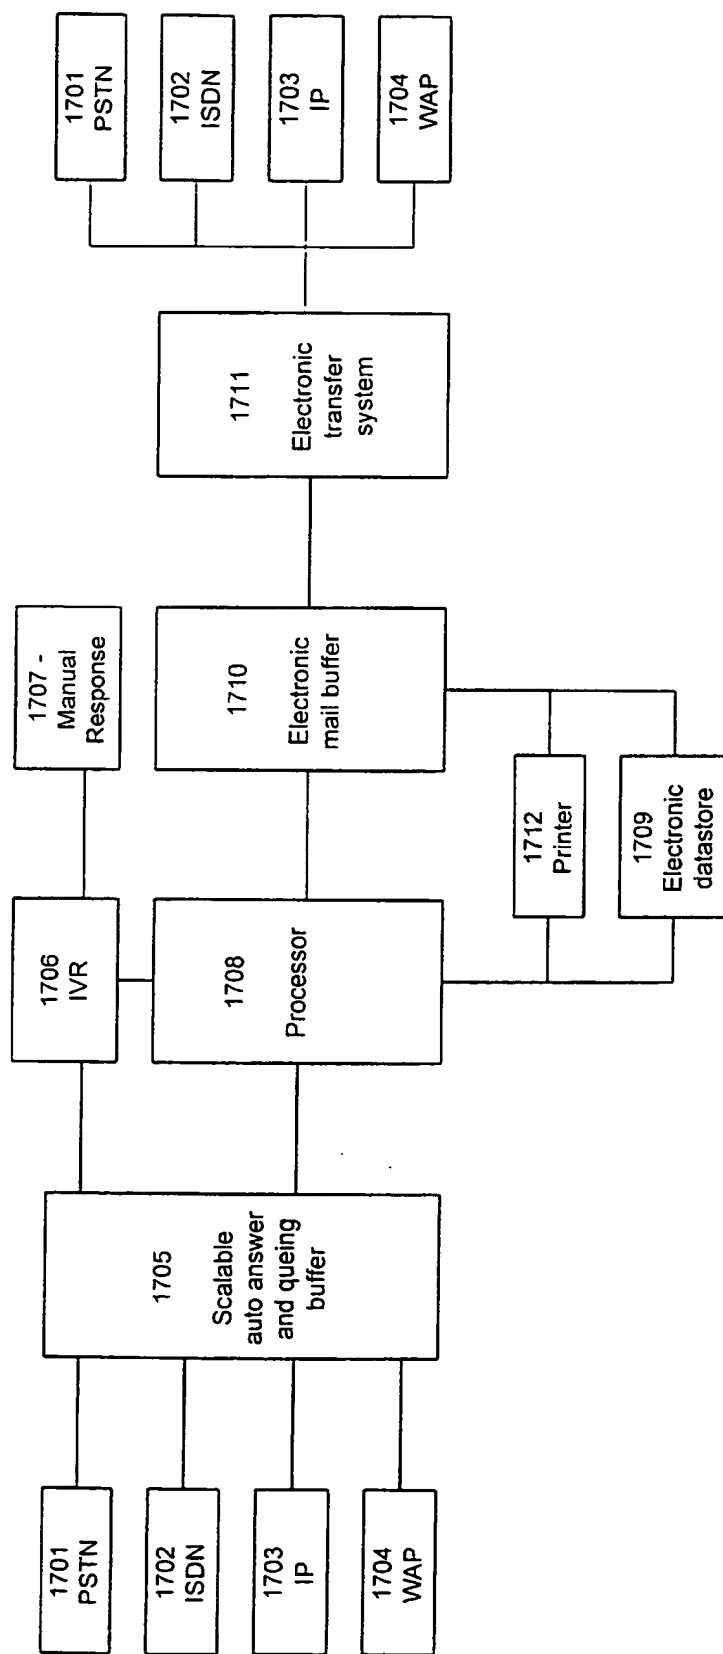 1701
PSTN
1702
ISDN
1703
IP
1704
WAP
1705
Scalable
auto answer
and queing
buffer
1706
IVR
1707 -
Manual
Response
1708
Processor
1710
Electronic
mail buffer
1712
Printer
1709
Electronic
datastore
1711
Electronic
transfer
system
1701
PSTN
1702
ISDN
1703
IP
1704
WAP